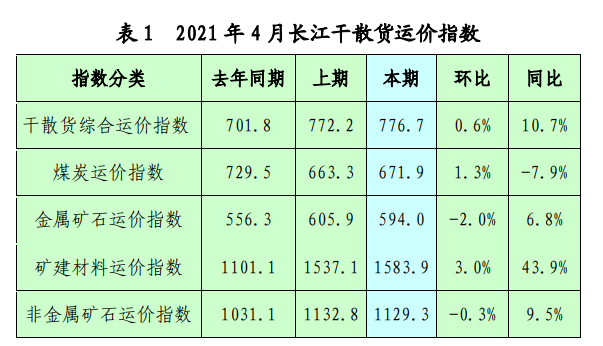 表1 2021年4月长江干散货运价指数
指数分类 去年同期 上期 本期 环比 同比
干散货综合运价指数 701.8 772.2 776.7 0.6% 10.7%
煤炭运价指数 729.5 663.3 671.9 1.3% -7.9%
金属矿石运价指数 556.3 605.9 594.0 -2.0% 6.8%
矿建材料运价指数 1101.1 1537.1 1583.9 3.0% 43.9%
非金属矿石运价指数 1031.1 1132.8 1129.3 -0.3% 9.5%